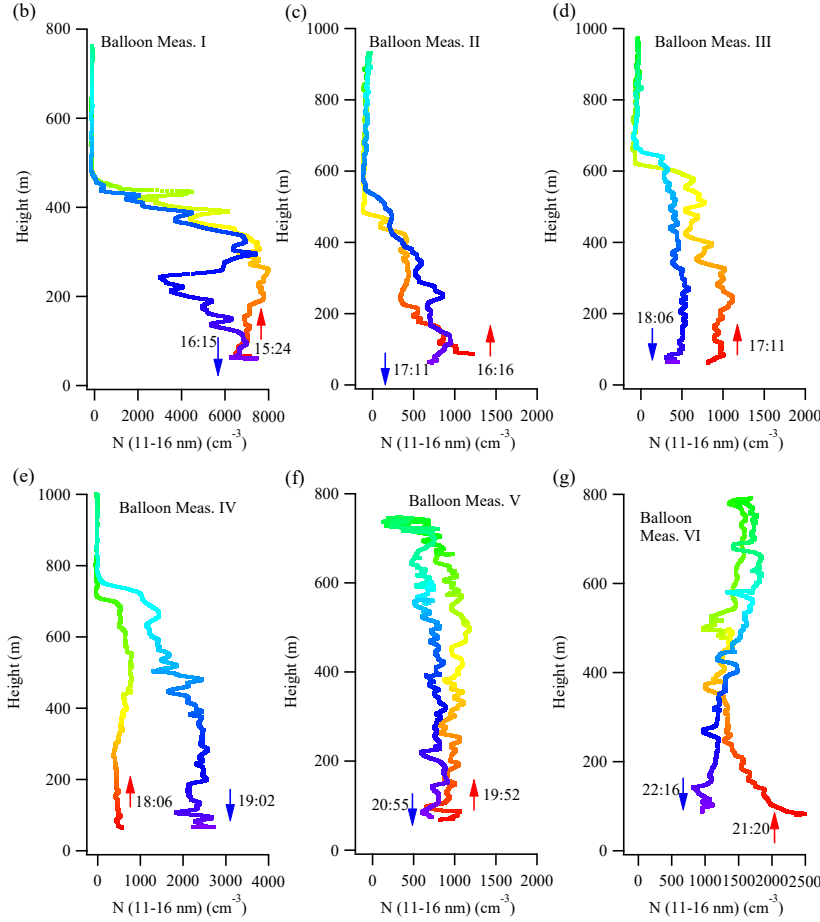 (b)
Balloon Meas. I
800
600
400
200
0
Height (m)
16:15
15:24
0 2000 4000 6000 8000
N (11-16 nm) (cm⁻³)
(c)
Balloon Meas. II
1000
800
600
400
200
0
Height (m)
17:11
16:16
0 500 1000 1500 2000
N (11-16 nm) (cm⁻³)
(d)
Balloon Meas. III
1000
800
600
400
200
0
Height (m)
18:06
17:11
0 500 1000 1500 2000
N (11-16 nm) (cm⁻³)
(e)
Balloon Meas. IV
1000
800
600
400
200
0
Height (m)
18:06
19:02
0 1000 2000 3000 4000
N (11-16 nm) (cm⁻³)
(f)
Balloon Meas. V
800
600
400
200
0
Height (m)
20:55
19:52
0 500 1000 1500 2000
N (11-16 nm) (cm⁻³)
(g)
Balloon
Meas. VI
800
600
400
200
0
Height (m)
22:16
21:20
0 500 1000 1500 2000 2500
N (11-16 nm) (cm⁻³)